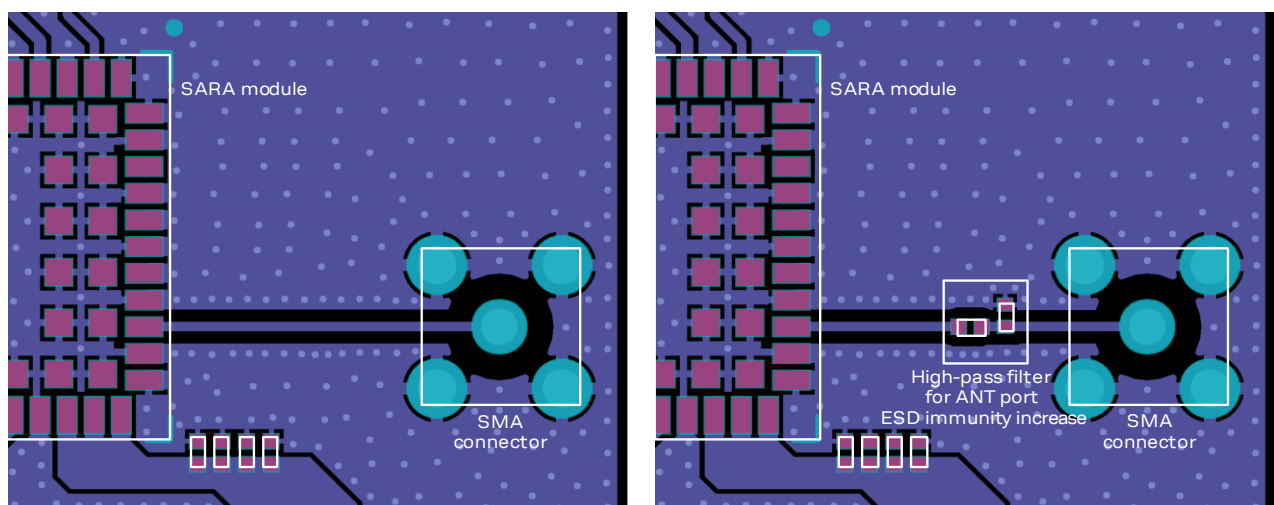 SARA module
SMA
connector
SARA module
High-pass filter
for ANT port
ESD immunity increase
SMA
connector